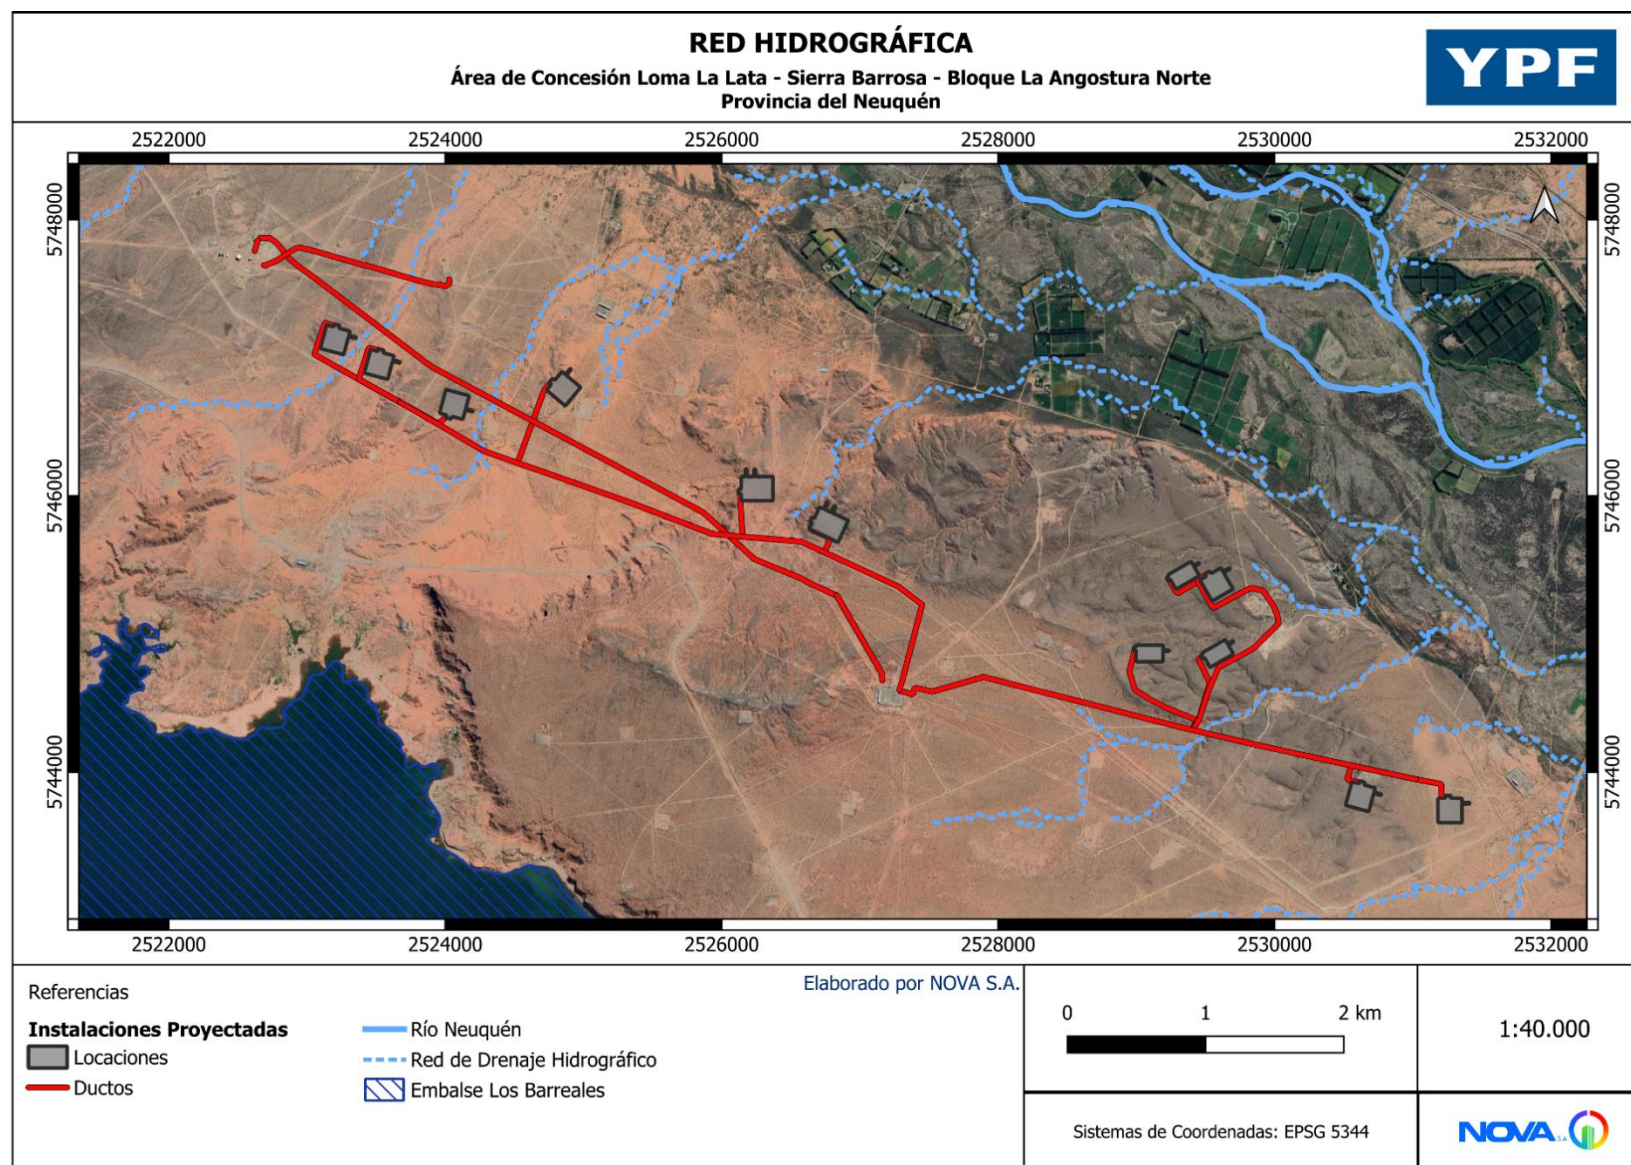 RED HIDROGRÁFICA
Área de Concesión Loma La Lata - Sierra Barrosa - Bloque La Angostura Norte
Provincia del Neuquén
YPF
2522000 2524000 2526000 2528000 2530000 2532000
5748000 5748000
5746000 5746000
5744000 5744000
2522000 2524000 2526000 2528000 2530000 2532000
Referencias
Elaborado por NOVA S.A.
Instalaciones Proyectadas
Locaciones
Ductos
Río Neuquén
Red de Drenaje Hidrográfico
Embalse Los Barreales
0 1 2 km
1:40.000
Sistemas de Coordenadas: EPSG 5344
NOVA S.A.